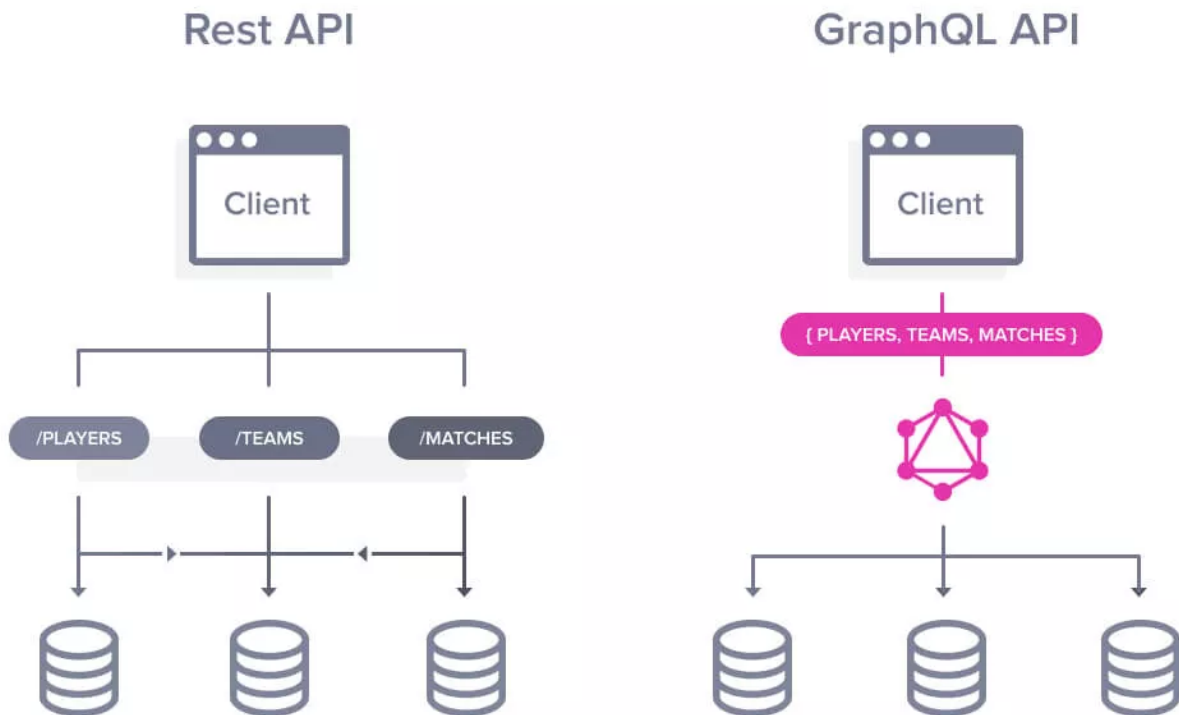 Rest API
GraphQL API
Client
Client
{ PLAYERS, TEAMS, MATCHES }
/PLAYERS
/TEAMS
/MATCHES